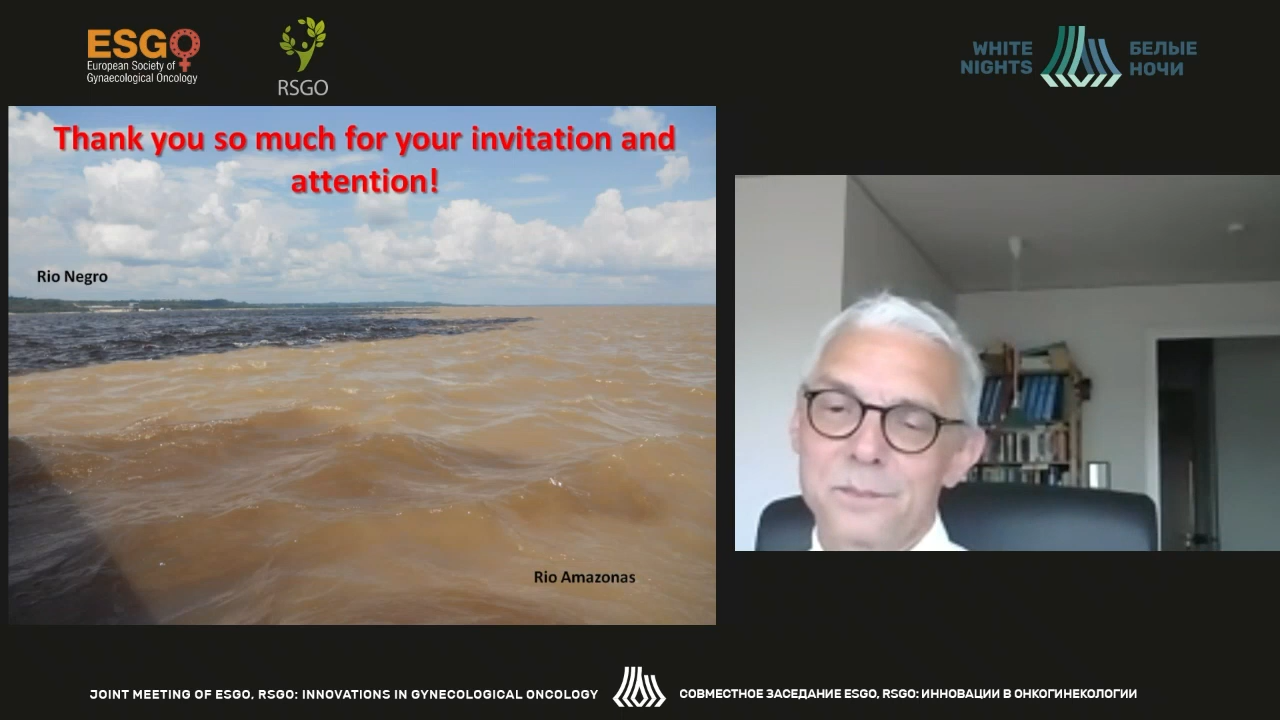 ESGO
European Society of
Gynaecological Oncology
RSGO
WHITE
NIGHTS
БЕЛЫЕ
НОЧИ
Thank you so much for your invitation and
attention!
Rio Negro
Rio Amazonas
JOINT MEETING OF ESGO, RSGO: INNOVATIONS IN GYNECOLOGICAL ONCOLOGY
СОВМЕСТНОЕ ЗАСЕДАНИЕ ESGO, RSGO: ИННОВАЦИИ В ОНКОГИНЕКОЛОГИИ